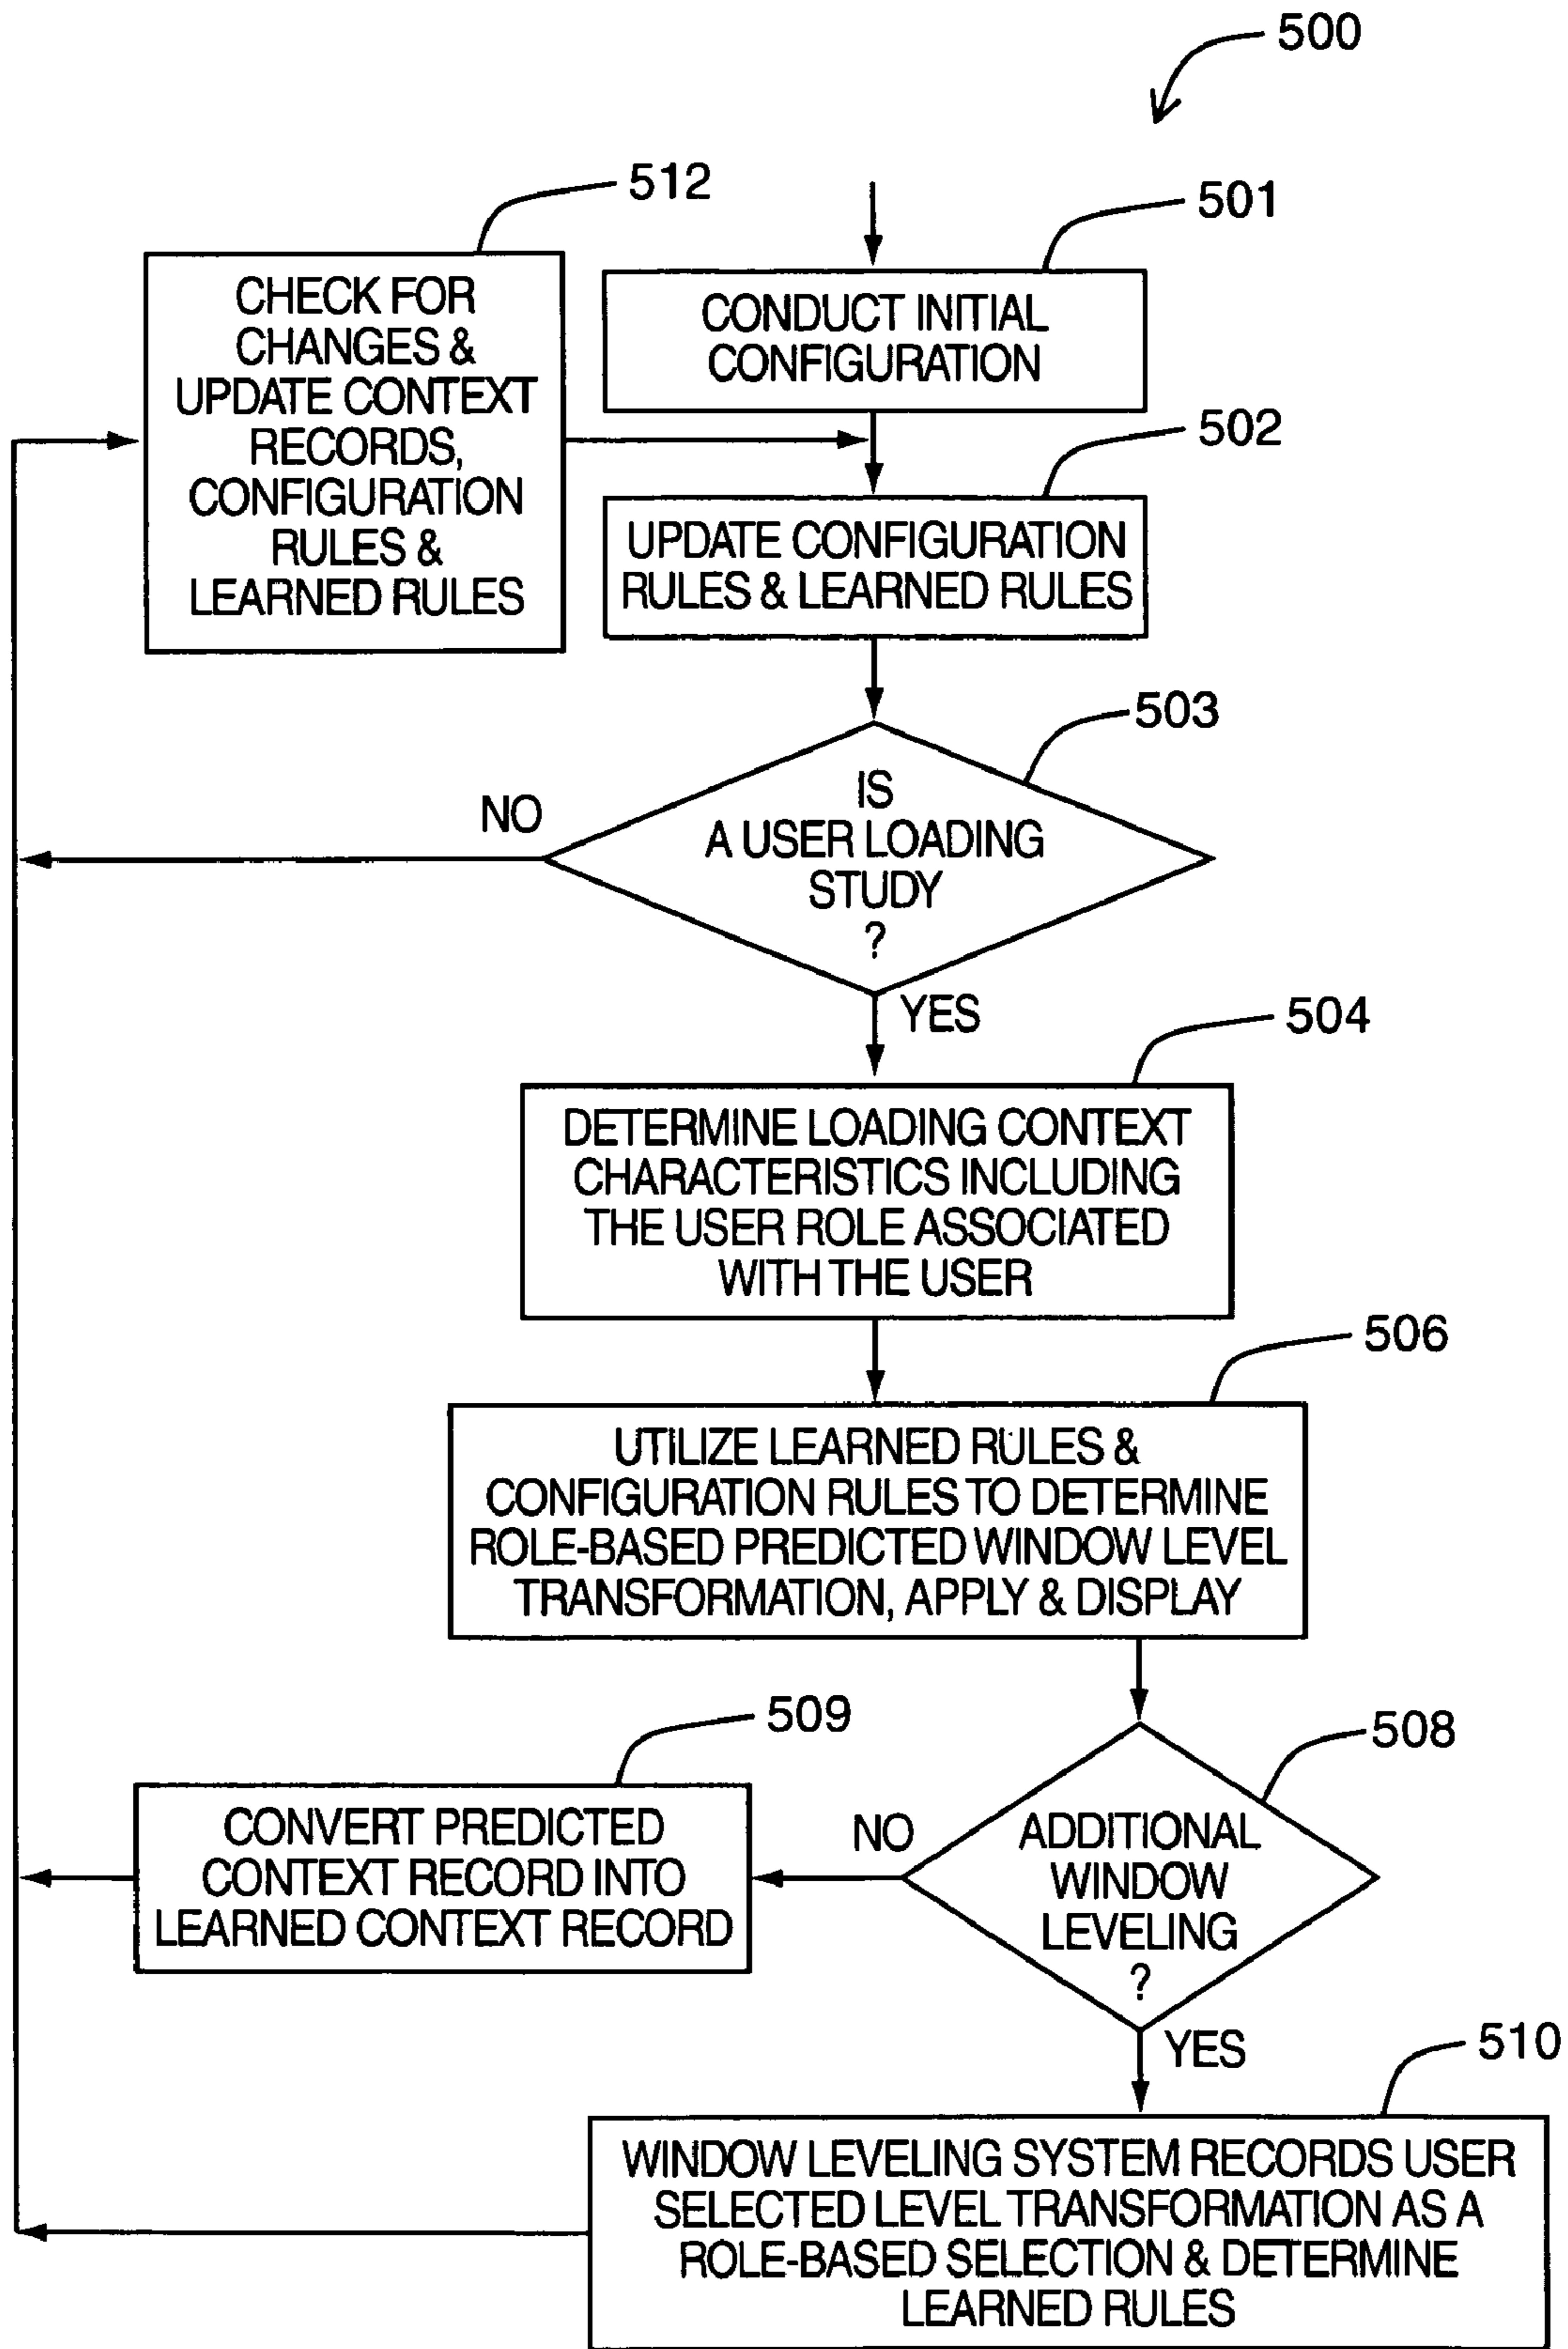 500
512
501
CHECK FOR
CHANGES &
UPDATE CONTEXT
RECORDS,
CONFIGURATION
RULES &
LEARNED RULES
CONDUCT INITIAL
CONFIGURATION
502
UPDATE CONFIGURATION
RULES & LEARNED RULES
503
NO
IS
A USER LOADING
STUDY
?
YES
504
DETERMINE LOADING CONTEXT
CHARACTERISTICS INCLUDING
THE USER ROLE ASSOCIATED
WITH THE USER
506
UTILIZE LEARNED RULES &
CONFIGURATION RULES TO DETERMINE
ROLE-BASED PREDICTED WINDOW LEVEL
TRANSFORMATION, APPLY & DISPLAY
509
508
CONVERT PREDICTED
CONTEXT RECORD INTO
LEARNED CONTEXT RECORD
NO
ADDITIONAL
WINDOW
LEVELING
?
YES
510
WINDOW LEVELING SYSTEM RECORDS USER
SELECTED LEVEL TRANSFORMATION AS A
ROLE-BASED SELECTION & DETERMINE
LEARNED RULES